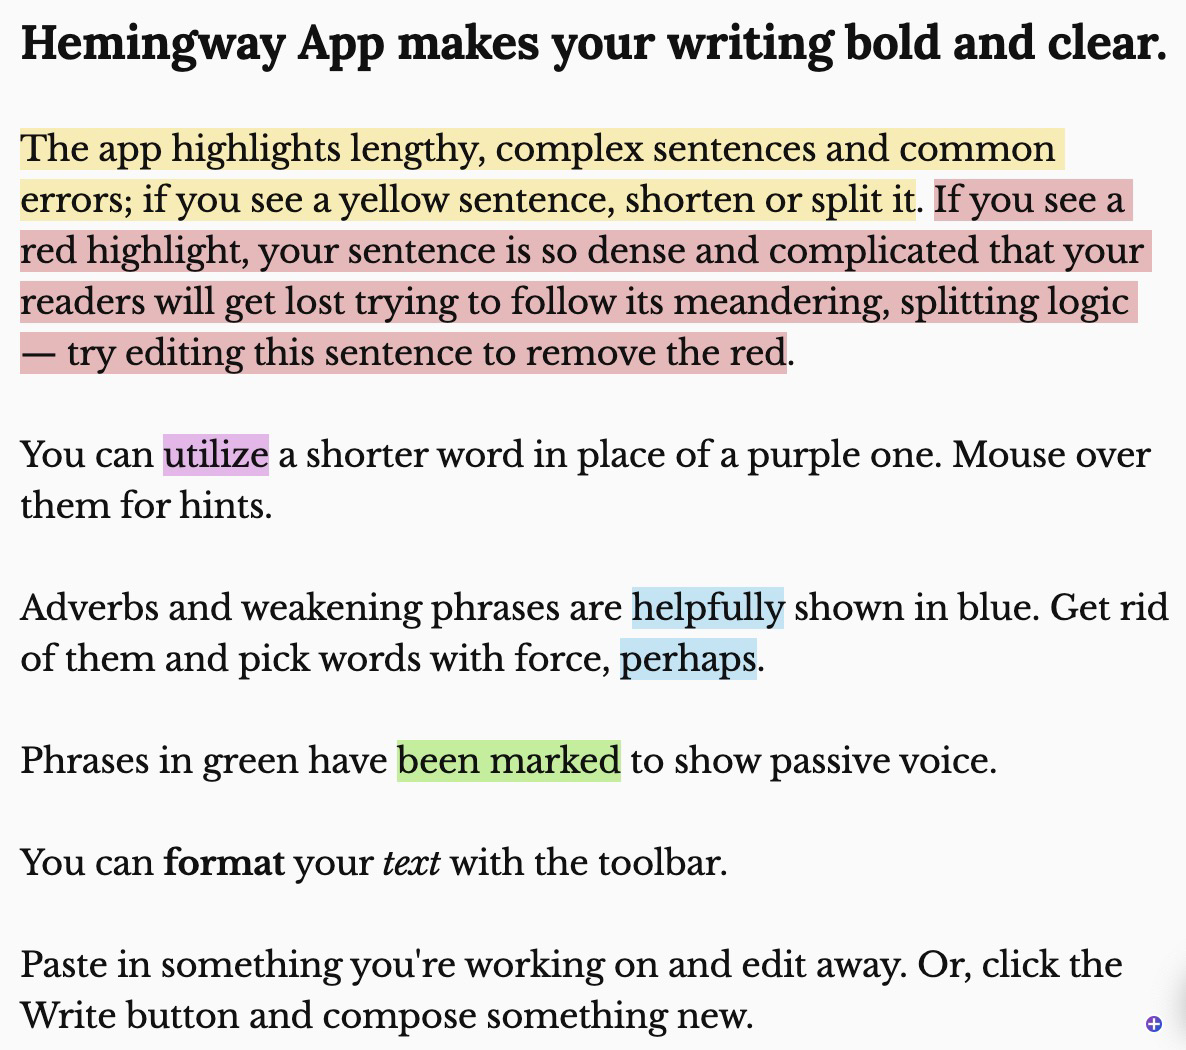 Hemingway App makes your writing bold and clear.
The app highlights lengthy, complex sentences and common
errors; if you see a yellow sentence, shorten or split it. If you see a
red highlight, your sentence is so dense and complicated that your
readers will get lost trying to follow its meandering, splitting logic
— try editing this sentence to remove the red.
You can utilize a shorter word in place of a purple one. Mouse over
them for hints.
Adverbs and weakening phrases are helpfully shown in blue. Get rid
of them and pick words with force, perhaps.
Phrases in green have been marked to show passive voice.
You can format your text with the toolbar.
Paste in something you're working on and edit away. Or, click the
Write button and compose something new.